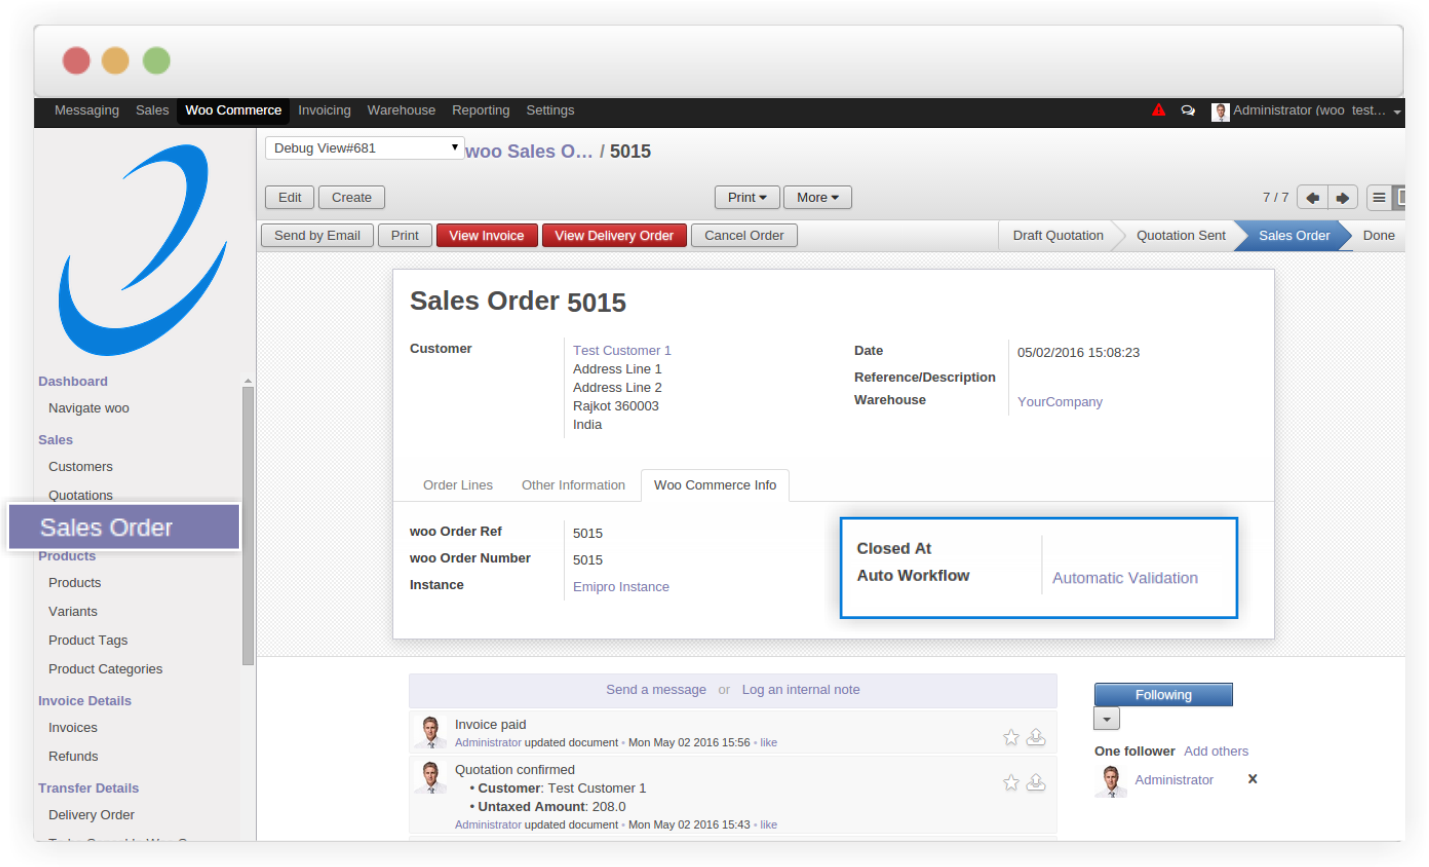 Messaging Sales Woo Commerce Invoicing Warehouse Reporting Settings Administrator (woo test...
Debug View#681 woo Sales O... / 5015
Edit Create Print More 7 / 7
Send by Email Print View Invoice View Delivery Order Cancel Order Draft Quotation Quotation Sent Sales Order Done
Dashboard
Navigate woo
Sales
Customers
Quotations
Sales Order
Products
Products
Variants
Product Tags
Product Categories
Invoice Details
Invoices
Refunds
Transfer Details
Delivery Order
Sales Order 5015
Customer
Test Customer 1
Address Line 1
Address Line 2
Rajkot 360003
India
Date 05/02/2016 15:08:23
Reference/Description
Warehouse YourCompany
Order Lines Other Information Woo Commerce Info
woo Order Ref 5015
woo Order Number 5015
Instance Emipro Instance
Closed At
Auto Workflow Automatic Validation
Send a message or Log an internal note
Invoice paid
Administrator updated document • Mon May 02 2016 15:56 • like
Quotation confirmed
• Customer: Test Customer 1
• Untaxed Amount: 208.0
Administrator updated document • Mon May 02 2016 15:43 • like
Following
One follower Add others
Administrator x